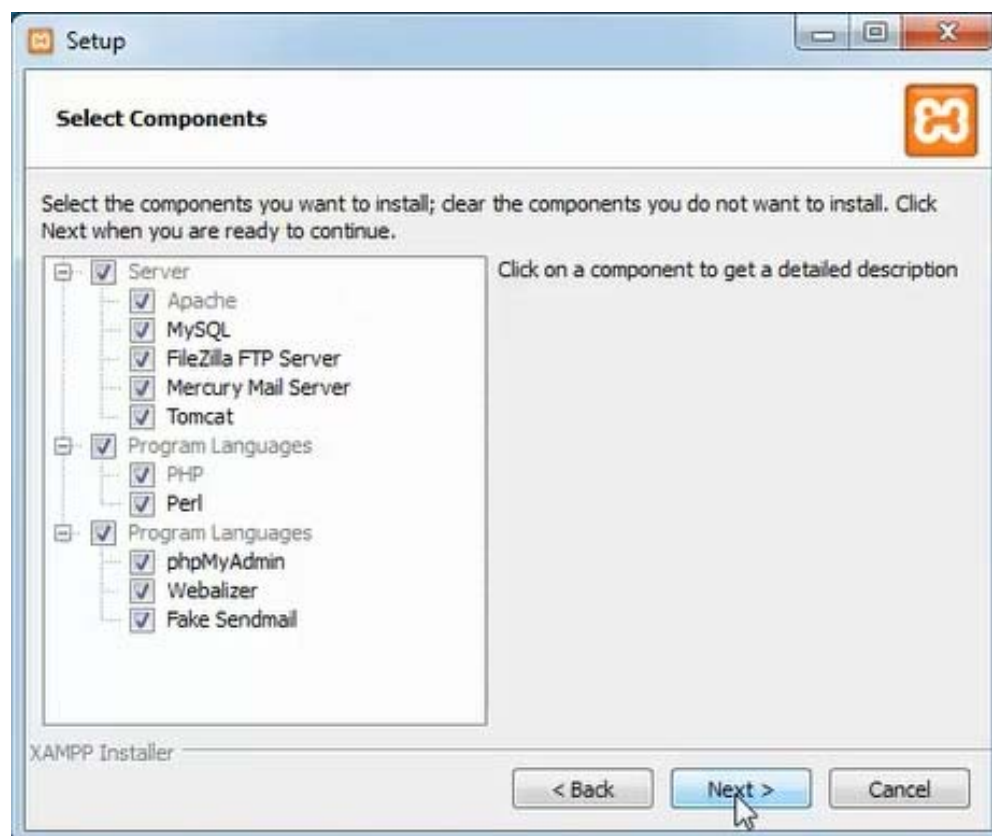 Setup
Select Components
Select the components you want to install; clear the components you do not want to install. Click
Next when you are ready to continue.
Server
Apache
MySQL
FileZilla FTP Server
Mercury Mail Server
Tomcat
Program Languages
PHP
Perl
Program Languages
phpMyAdmin
Webalizer
Fake Sendmail
Click on a component to get a detailed description
XAMPP Installer
< Back
Next >
Cancel